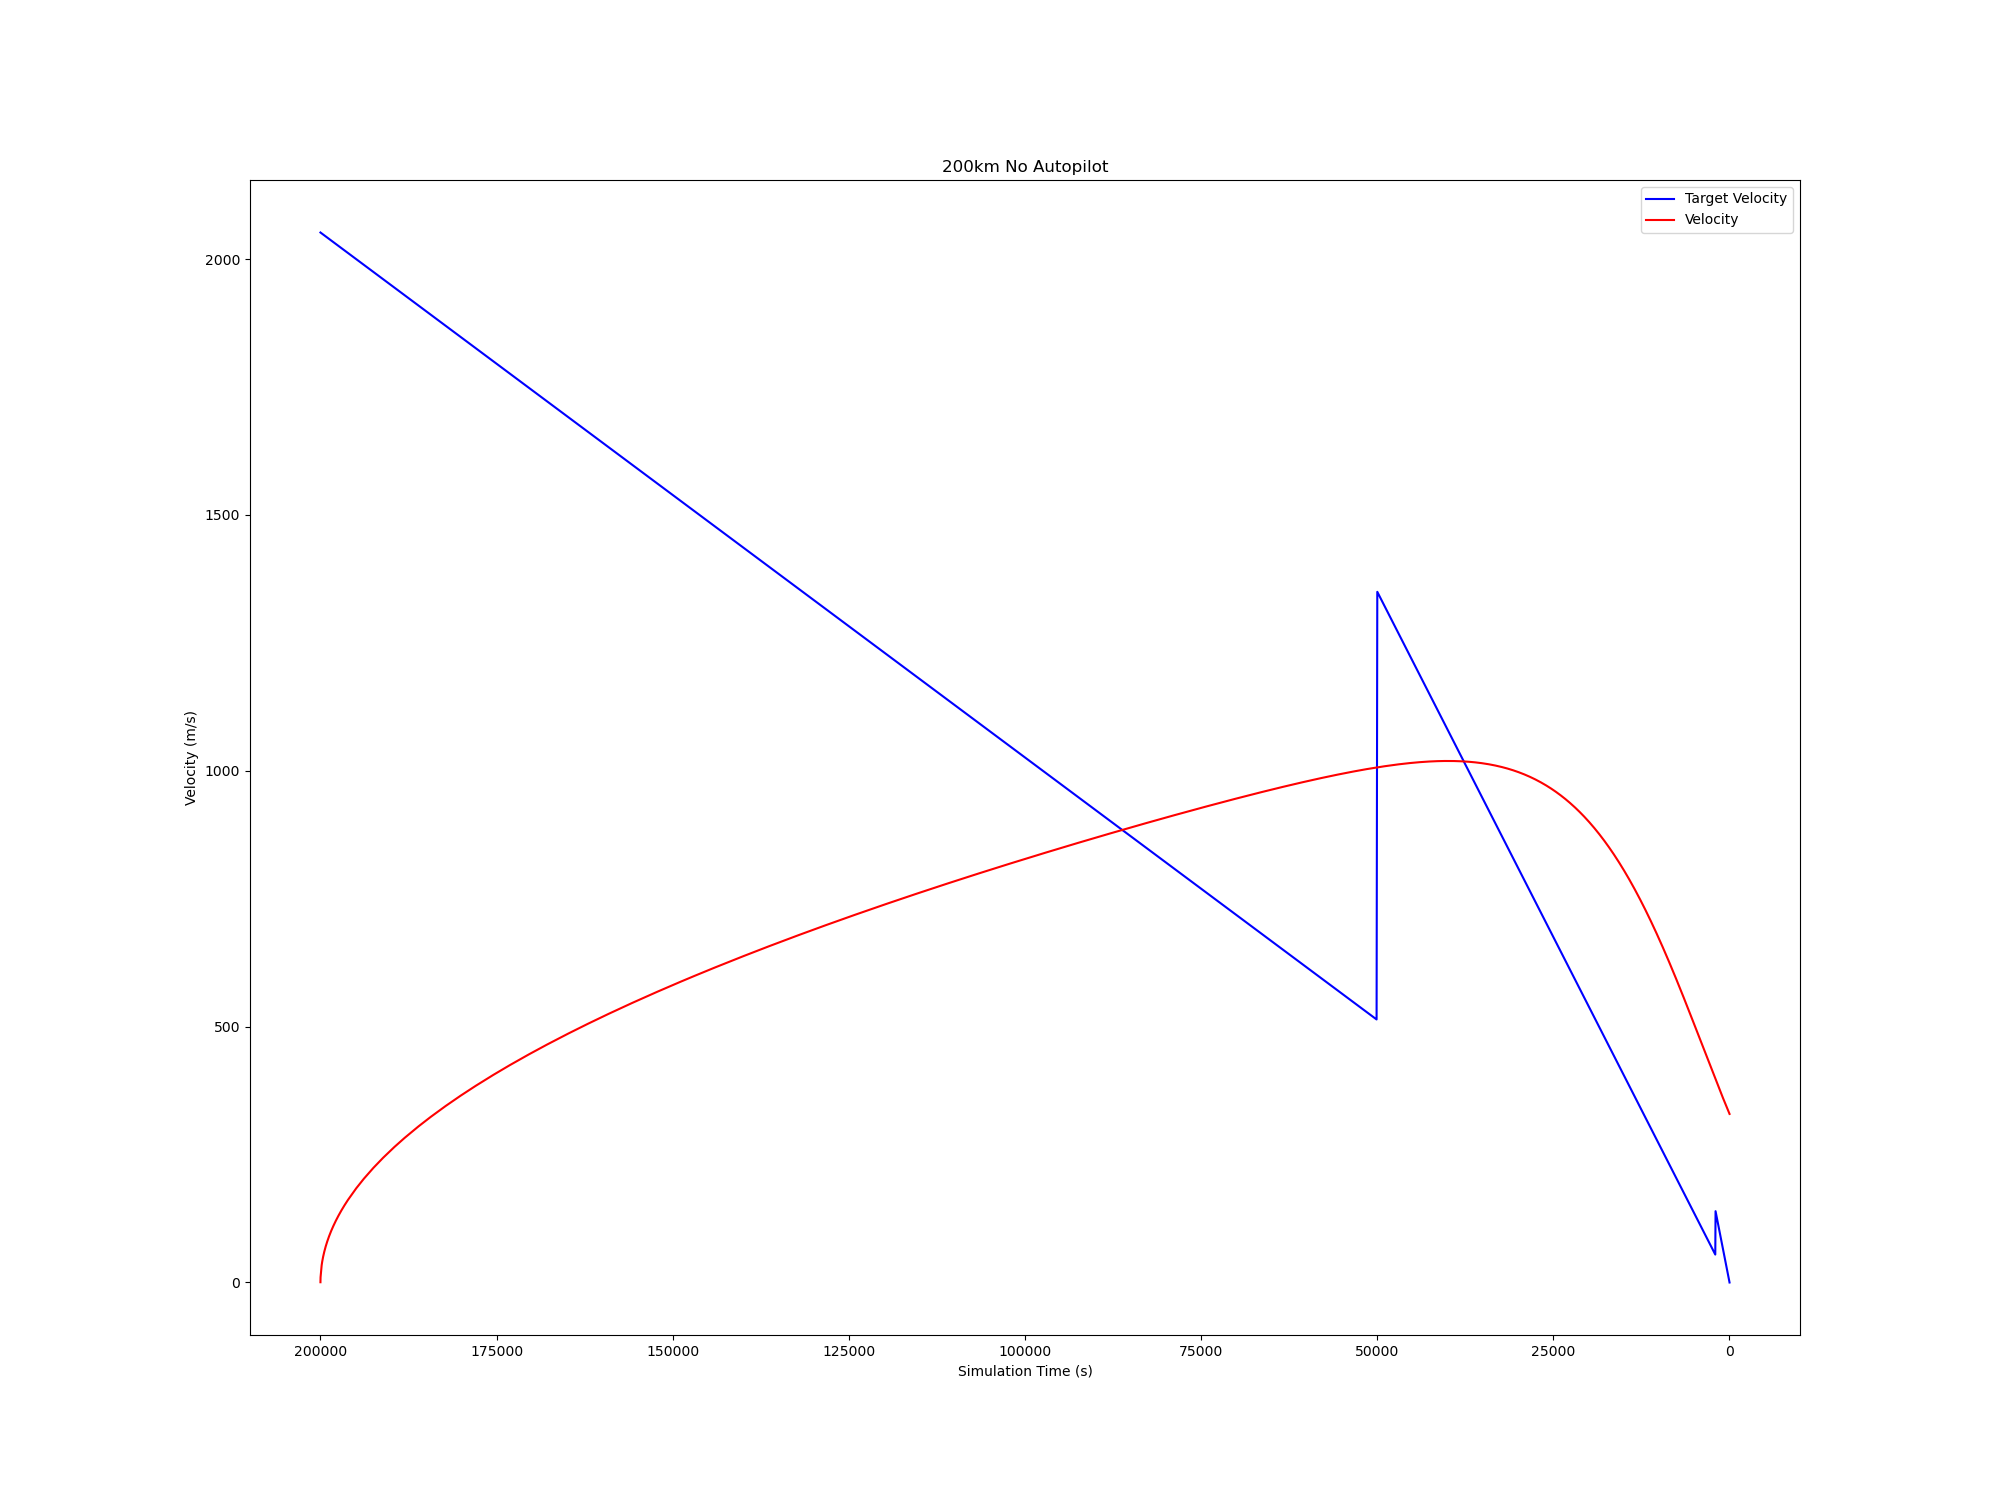 200km No Autopilot
Target Velocity
Velocity
2000
1500
1000
500
0
Velocity (m/s)
200000 175000 150000 125000 100000 75000 50000 25000 0
Simulation Time (s)